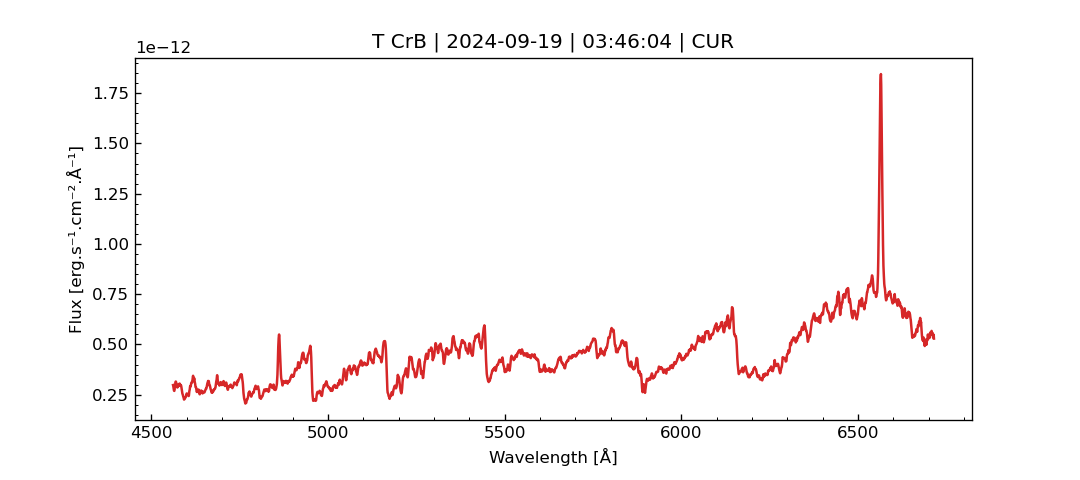 T CrB | 2024-09-19 | 03:46:04 | CUR
1e−12
1.75
1.50
1.25
1.00
0.75
0.50
0.25
Flux [erg.s⁻¹.cm⁻².Å⁻¹]
4500 5000 5500 6000 6500
Wavelength [Å]